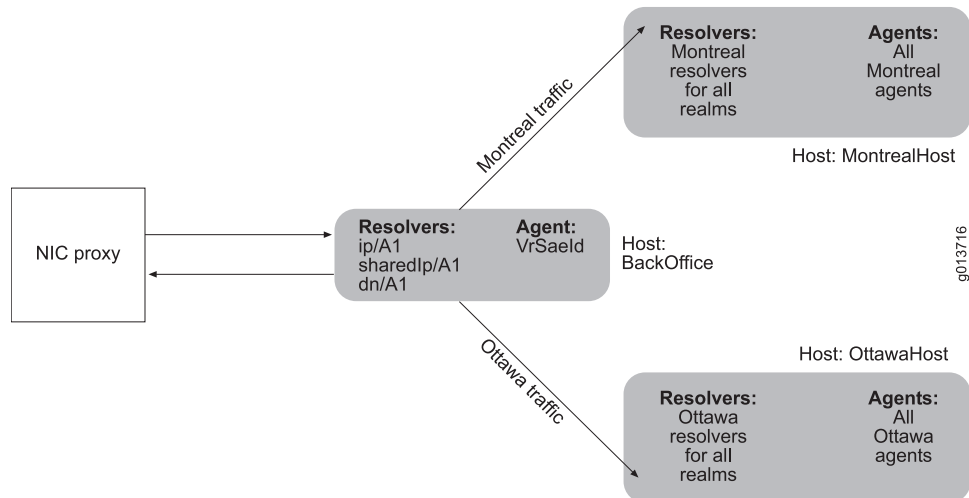 Resolvers:
Montreal
resolvers
for all
realms
Agents:
All
Montreal
agents
Host: MontrealHost
Montreal traffic
NIC proxy
Resolvers:
ip/A1
sharedIp/A1
dn/A1
Agent:
VrSaeId
Host:
BackOffice
g013716
Ottawa traffic
Host: OttawaHost
Resolvers:
Ottawa
resolvers
for all
realms
Agents:
All
Ottawa
agents